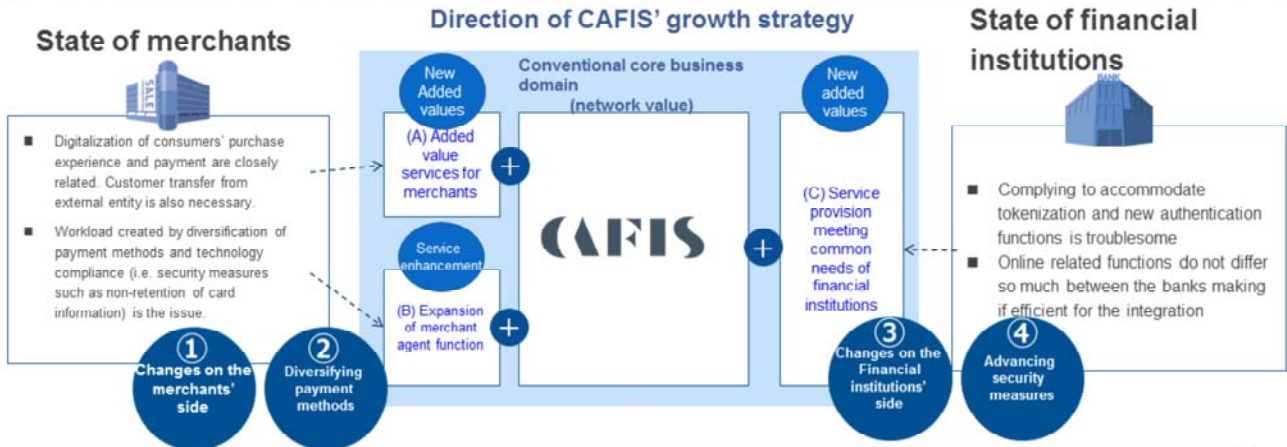 Direction of CAFIS' growth strategy
State of merchants
SALE
■ Digitalization of consumers' purchase
experience and payment are closely
related. Customer transfer from
external entity is also necessary.
■ Workload created by diversification of
payment methods and technology
compliance (i.e. security measures
such as non-retention of card
information) is the issue.
①
Changes on the
merchants'
side
②
Diversifying
payment
methods
New
Added
values
(A) Added
value
services for
merchants
+
Service
enhancement
(B) Expansion
of merchant
agent function
+
Conventional core business
domain
(network value)
CAFIS
+
New
added
values
(C) Service
provision
meeting
common
needs of
financial
institutions
③
Changes on the
Financial
institutions'
side
④
Advancing
security
measures
State of financial
institutions
BANK
■ Complying to accommodate
tokenization and new authentication
functions is troublesome
■ Online related functions do not differ
so much between the banks making
if efficient for the integration